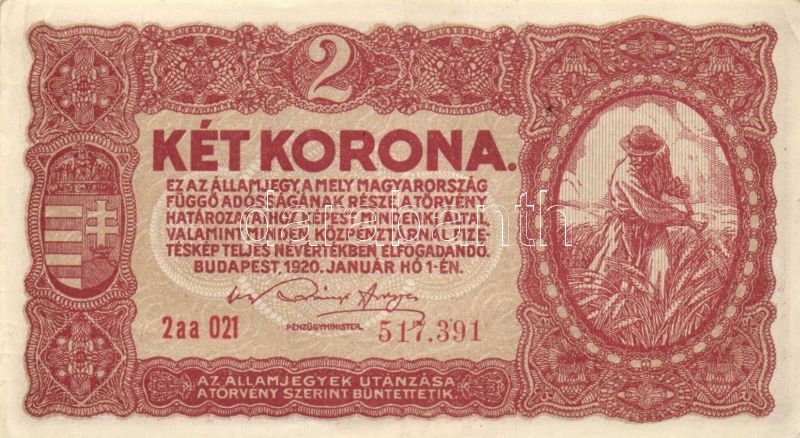 2
KÉT KORONA.
EZ AZ ÁLLAMJEGY, A MELY MAGYARORSZÁG
FÜGGŐ ADÓSSÁGÁNAK RÉSZE, A TÖRVÉNY
HATÁROZATAIHOZ KÉPEST MINDENKI ÁLTAL,
VALAMINT MINDEN KÖZPÉNZTÁRNÁL FIZE-
TÉSKÉP TELJES NÉVÉRTÉKBEN ELFOGADANDÓ.
BUDAPEST, 1920. JANUÁR HÓ 1-ÉN.
PÉNZÜGYMINISTER.
2aa 021
517.391
AZ ÁLLAMJEGYEK UTÁNZÁSA
A TÖRVÉNY SZERINT BÜNTETTETIK.
darabanth